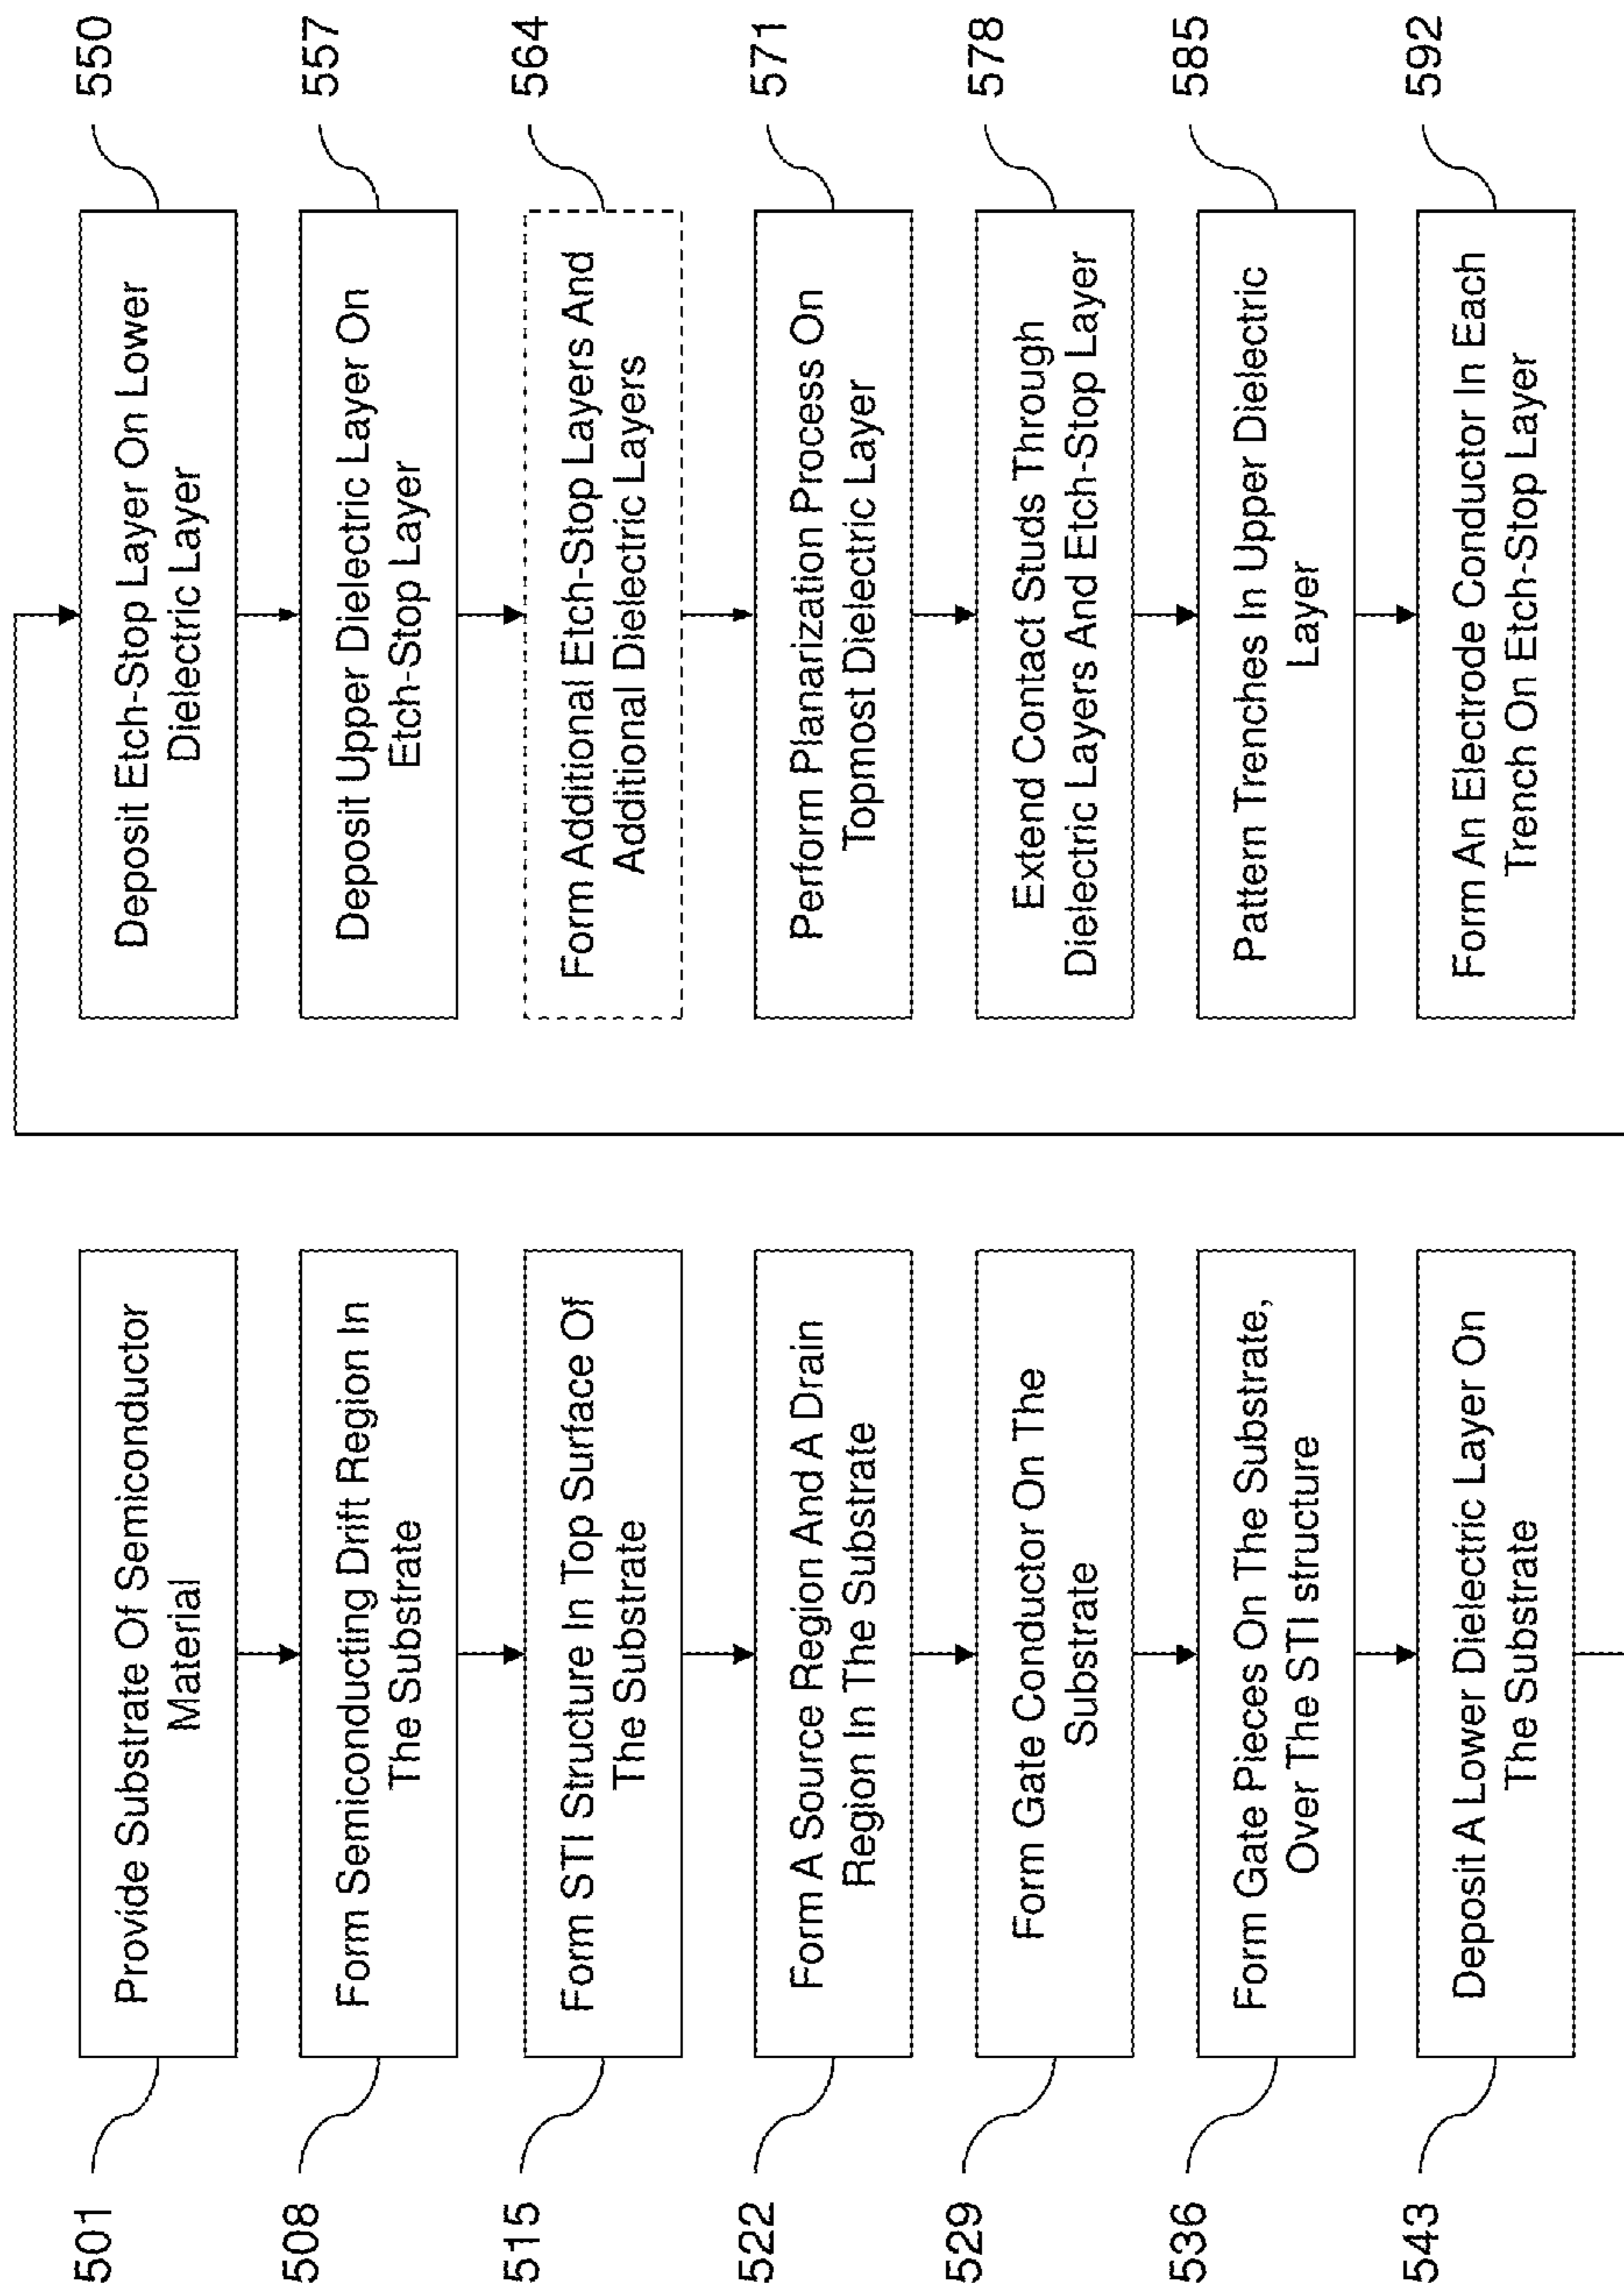 501
Provide Substrate Of Semiconductor
Material
508
Form Semiconducting Drift Region In
The Substrate
515
Form STI Structure In Top Surface Of
The Substrate
522
Form A Source Region And A Drain
Region In The Substrate
529
Form Gate Conductor On The
Substrate
536
Form Gate Pieces On The Substrate,
Over The STI structure
543
Deposit A Lower Dielectric Layer On
The Substrate
550
Deposit Etch-Stop Layer On Lower
Dielectric Layer
557
Deposit Upper Dielectric Layer On
Etch-Stop Layer
564
Form Additional Etch-Stop Layers And
Additional Dielectric Layers
571
Perform Planarization Process On
Topmost Dielectric Layer
578
Extend Contact Studs Through
Dielectric Layers And Etch-Stop Layer
585
Pattern Trenches In Upper Dielectric
Layer
592
Form An Electrode Conductor In Each
Trench On Etch-Stop Layer